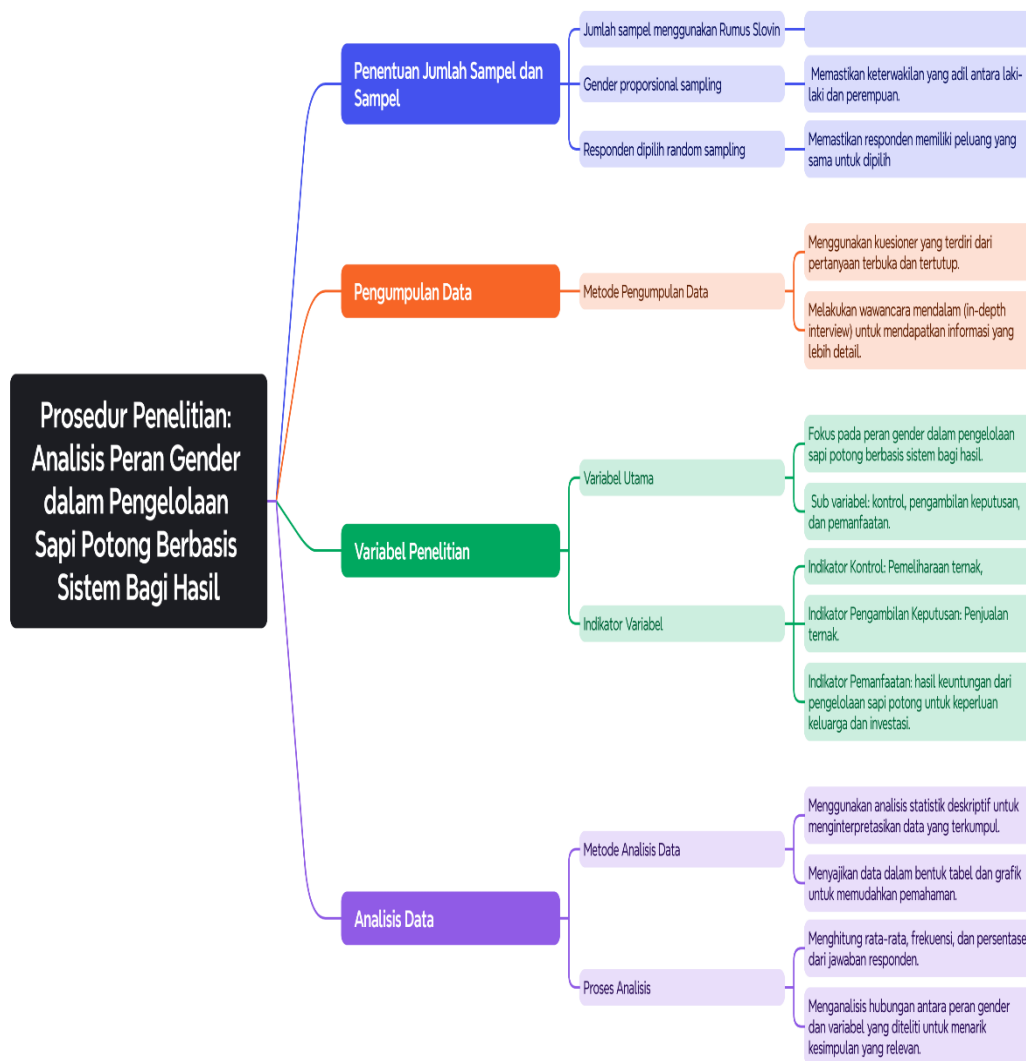 Prosedur Penelitian:
Analisis Peran Gender
dalam Pengelolaan
Sapi Potong Berbasis
Sistem Bagi Hasil
Penentuan Jumlah Sampel dan
Sampel
Jumlah sampel menggunakan Rumus Slovin
Gender proporsional sampling
Memastikan keterwakilan yang adil antara laki-
laki dan perempuan.
Responden dipilih random sampling
Memastikan responden memiliki peluang yang
sama untuk dipilih
Pengumpulan Data
Metode Pengumpulan Data
Menggunakan kuesioner yang terdiri dari
pertanyaan terbuka dan tertutup.
Melakukan wawancara mendalam (in-depth
interview) untuk mendapatkan informasi yang
lebih detail.
Variabel Penelitian
Variabel Utama
Fokus pada peran gender dalam pengelolaan
sapi potong berbasis sistem bagi hasil.
Sub variabel: kontrol, pengambilan keputusan,
dan pemanfaatan.
Indikator Variabel
Indikator Kontrol: Pemeliharaan ternak,
Indikator Pengambilan Keputusan: Penjualan
ternak.
Indikator Pemanfaatan: hasil keuntungan dari
pengelolaan sapi potong untuk keperluan
keluarga dan investasi.
Analisis Data
Metode Analisis Data
Menggunakan analisis statistik deskriptif untuk
menginterpretasikan data yang terkumpul.
Menyajikan data dalam bentuk tabel dan grafik
untuk memudahkan pemahaman.
Proses Analisis
Menghitung rata-rata, frekuensi, dan persentase
dari jawaban responden.
Menganalisis hubungan antara peran gender
dan variabel yang diteliti untuk menarik
kesimpulan yang relevan.